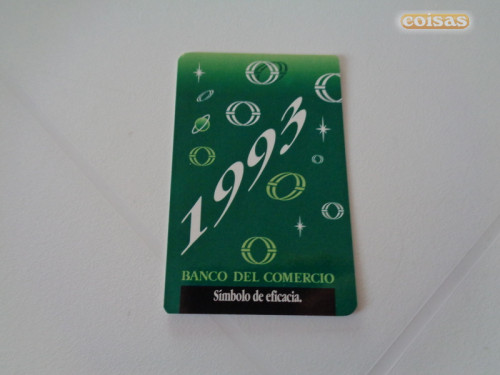 coisas
1993
BANCO DEL COMERCIO
Símbolo de eficacia.